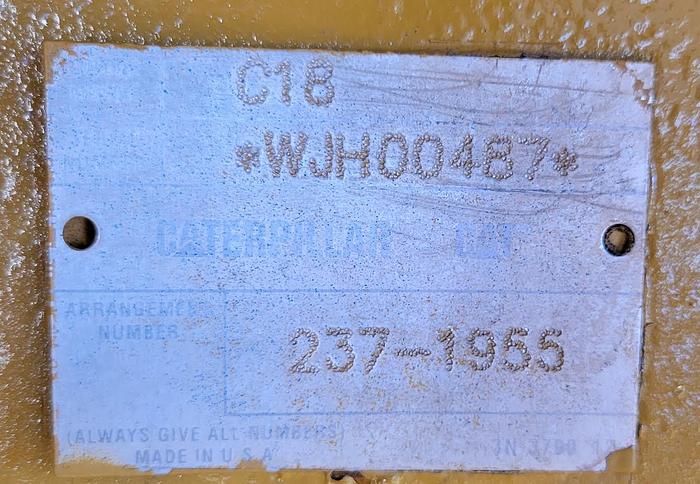 C18
*WJH00487*
CATERPILLAR CAT
ARRANGEMENT
NUMBER
237-1955
(ALWAYS GIVE ALL NUMBERS)
MADE IN U.S.A